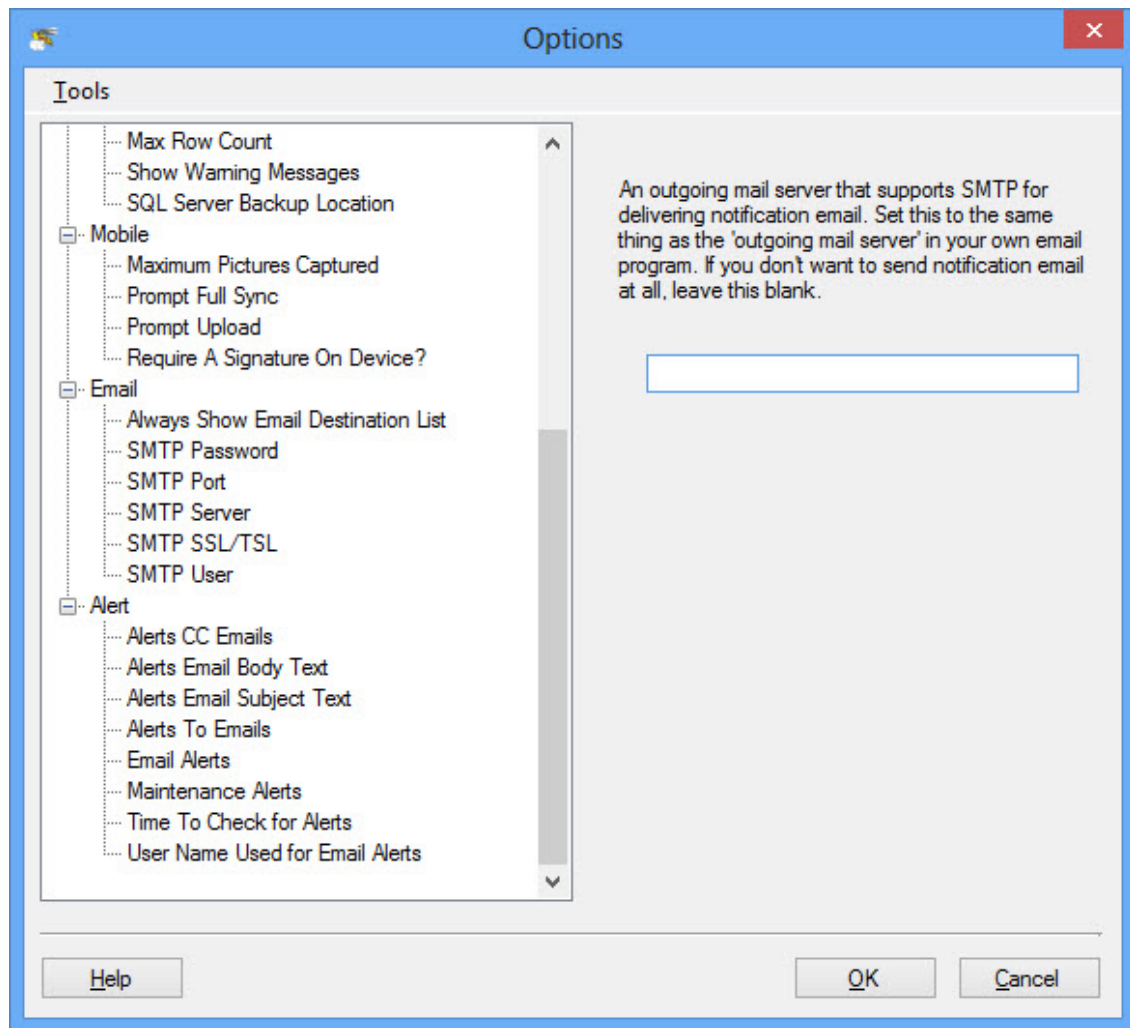 Options
Tools
Max Row Count
Show Warning Messages
SQL Server Backup Location
Mobile
Maximum Pictures Captured
Prompt Full Sync
Prompt Upload
Require A Signature On Device?
Email
Always Show Email Destination List
SMTP Password
SMTP Port
SMTP Server
SMTP SSL/TSL
SMTP User
Alert
Alerts CC Emails
Alerts Email Body Text
Alerts Email Subject Text
Alerts To Emails
Email Alerts
Maintenance Alerts
Time To Check for Alerts
User Name Used for Email Alerts
An outgoing mail server that supports SMTP for
delivering notification email. Set this to the same
thing as the 'outgoing mail server' in your own email
program. If you don't want to send notification email
at all, leave this blank.
Help
OK
Cancel